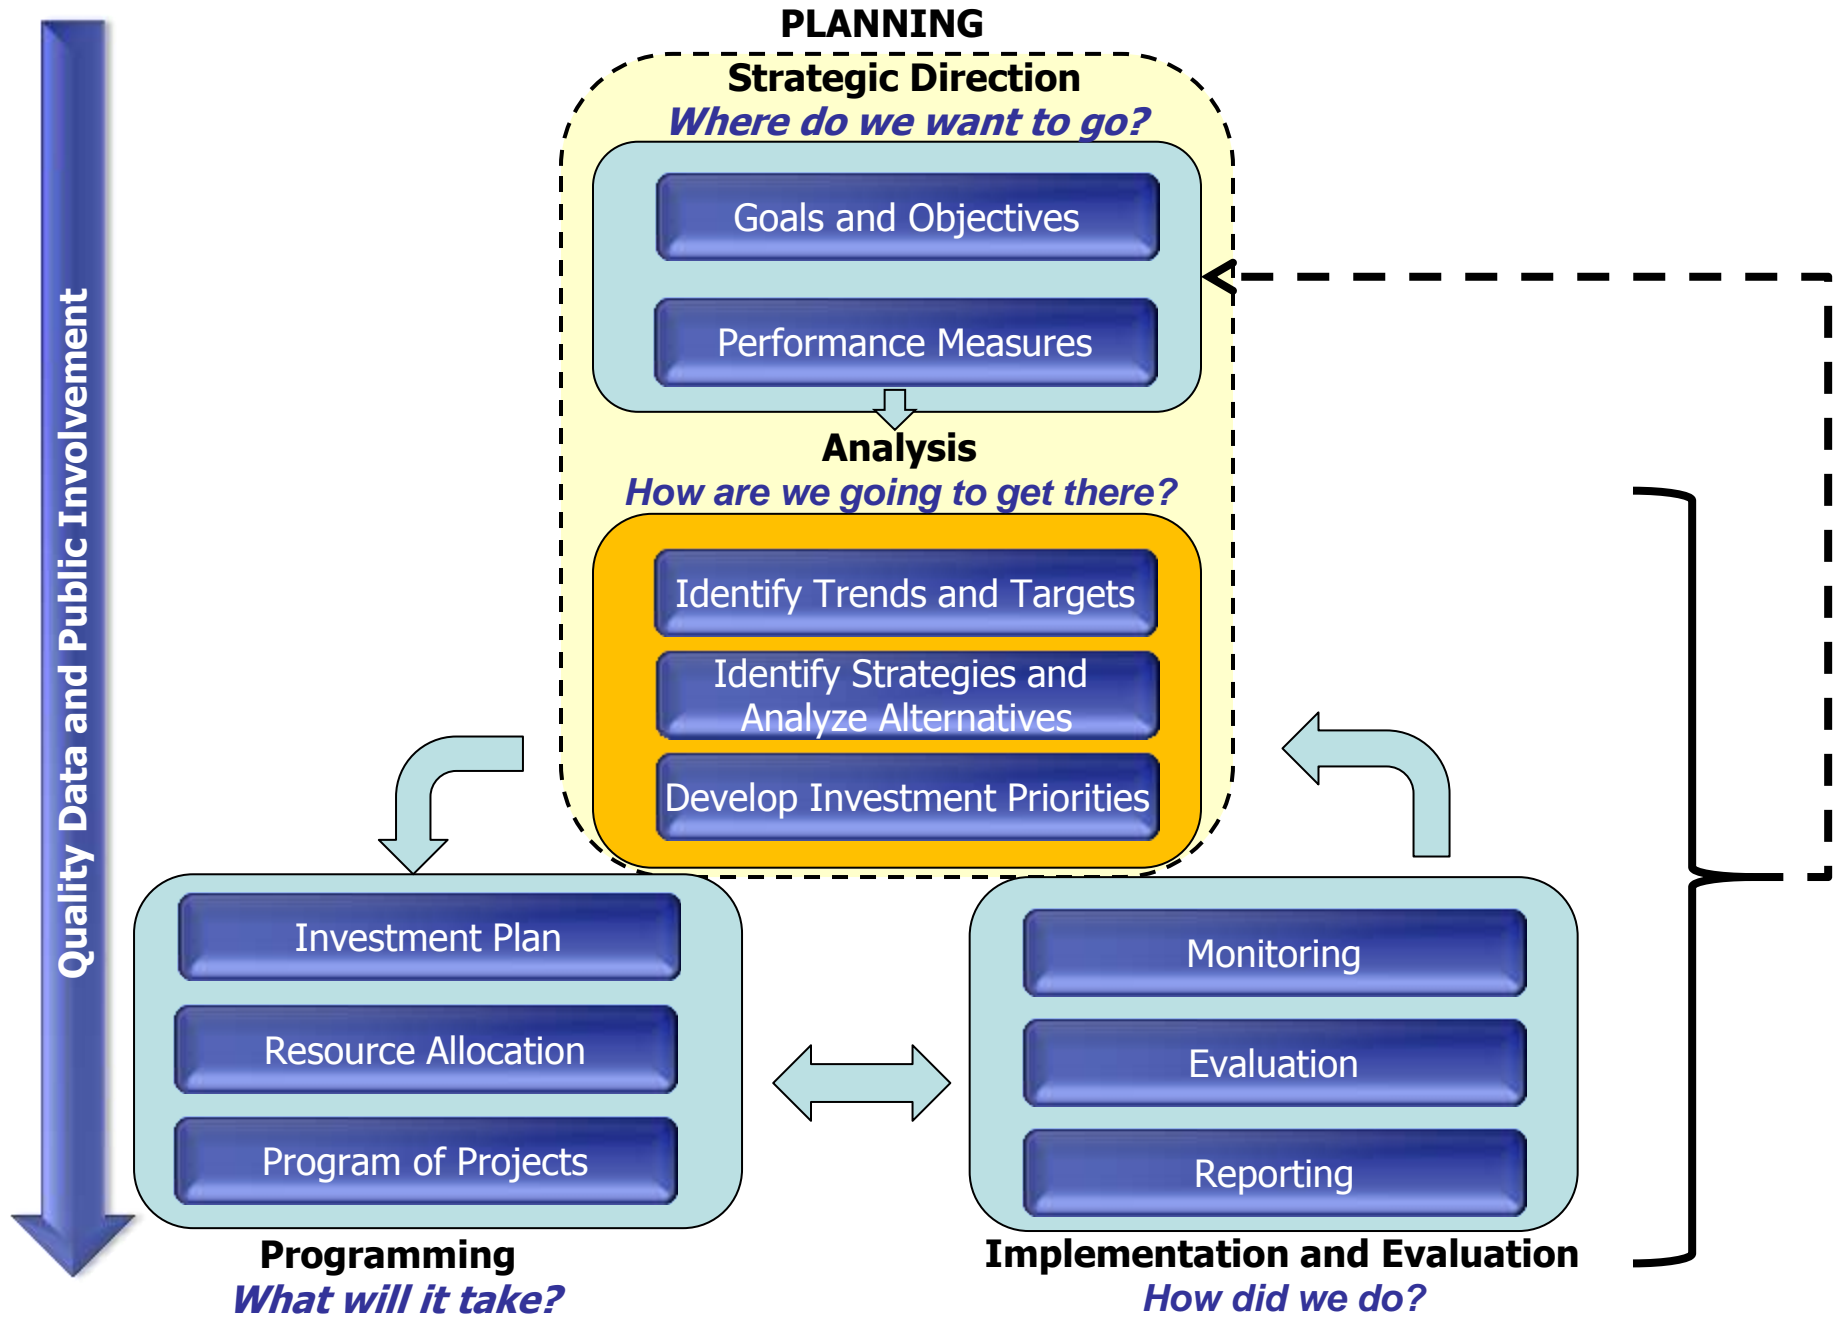 PLANNING
Strategic Direction
Where do we want to go?
Goals and Objectives
Performance Measures
Analysis
How are we going to get there?
Identify Trends and Targets
Identify Strategies and
Analyze Alternatives
Develop Investment Priorities
Quality Data and Public Involvement
Investment Plan
Resource Allocation
Program of Projects
Programming
What will it take?
Monitoring
Evaluation
Reporting
Implementation and Evaluation
How did we do?